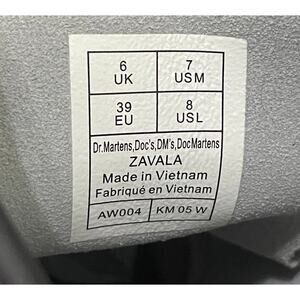 6 7
UK USM
39 8
EU USL
Dr.Martens,Doc's,DM's,DocMartens
ZAVALA
Made in Vietnam
Fabriqué en Vietnam
AW004 KM 05 W